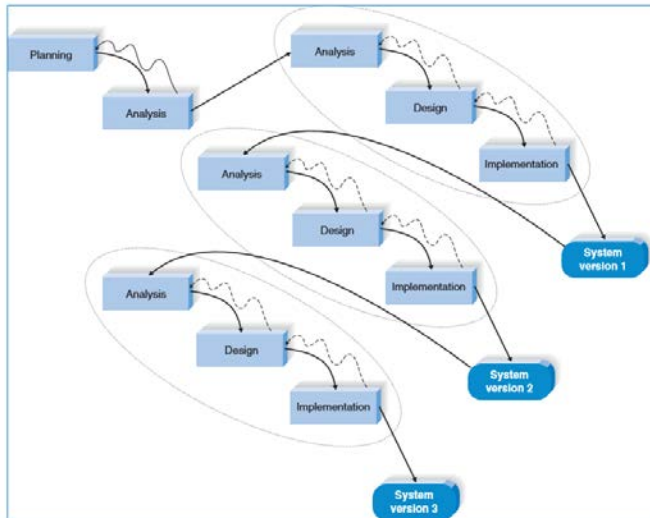 Planning
Analysis
Analysis
Design
Implementation
System
version 1
Analysis
Design
Implementation
System
version 2
Analysis
Design
Implementation
System
version 3